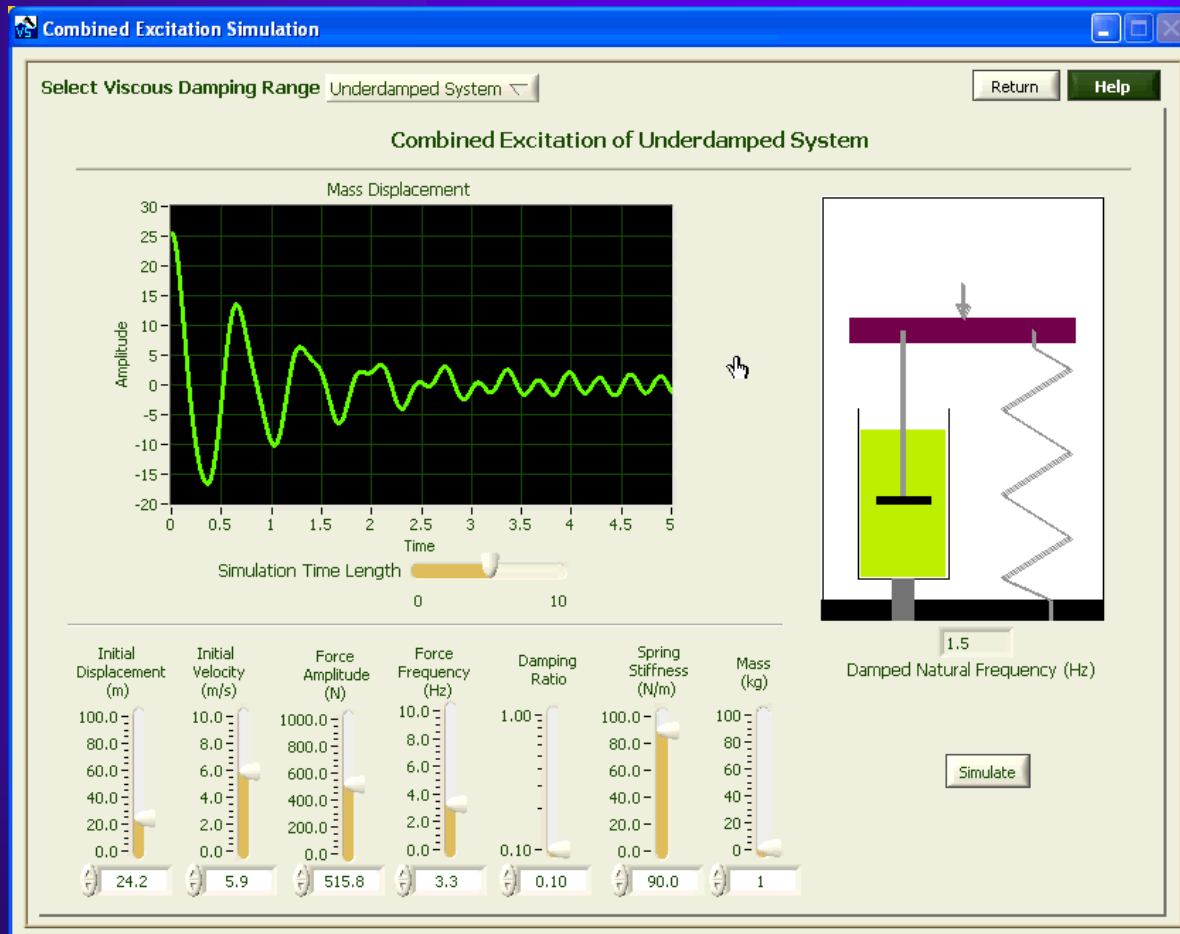 Combined Excitation Simulation
Select Viscous Damping Range Underdamped System
Return
Help
Combined Excitation of Underdamped System
Mass Displacement
Amplitude
30
25
20
15
10
5
0
-5
-10
-15
-20
0 0.5 1 1.5 2 2.5 3 3.5 4 4.5 5
Time
Simulation Time Length
0 10
1.5
Damped Natural Frequency (Hz)
Simulate
Initial
Displacement
(m)
100.0
80.0
60.0
40.0
20.0
0.0
24.2
Initial
Velocity
(m/s)
10.0
8.0
6.0
4.0
2.0
0.0
5.9
Force
Amplitude
(N)
1000.0
800.0
600.0
400.0
200.0
0.0
515.8
Force
Frequency
(Hz)
10.0
8.0
6.0
4.0
2.0
0.0
3.3
Damping
Ratio
1.00
0.10
0.10
Spring
Stiffness
(N/m)
100.0
80.0
60.0
40.0
20.0
0.0
90.0
Mass
(kg)
100
80
60
40
20
0
1